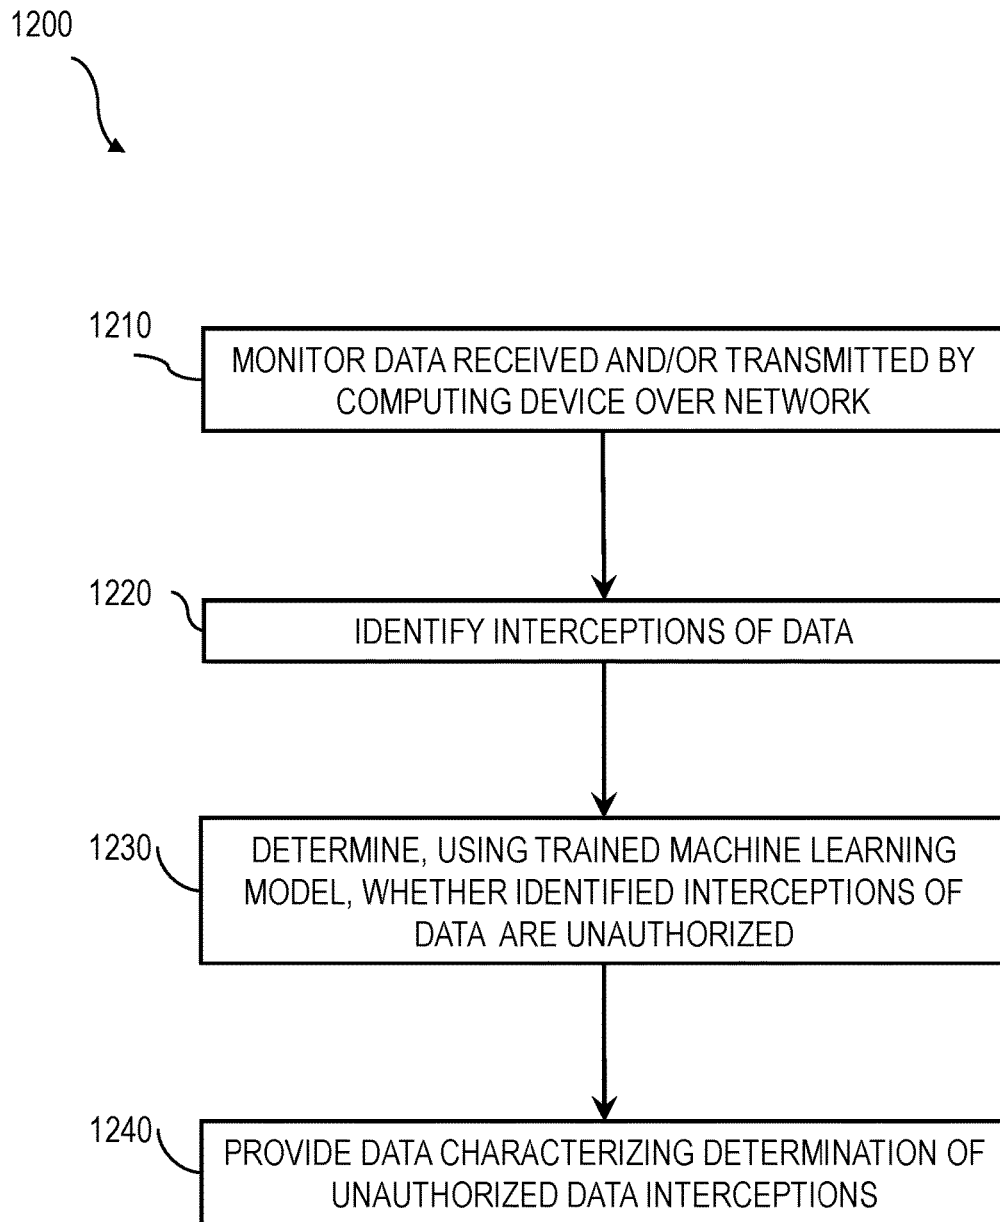 1200
1210
MONITOR DATA RECEIVED AND/OR TRANSMITTED BY
COMPUTING DEVICE OVER NETWORK
1220
IDENTIFY INTERCEPTIONS OF DATA
1230
DETERMINE, USING TRAINED MACHINE LEARNING
MODEL, WHETHER IDENTIFIED INTERCEPTIONS OF
DATA ARE UNAUTHORIZED
1240
PROVIDE DATA CHARACTERIZING DETERMINATION OF
UNAUTHORIZED DATA INTERCEPTIONS